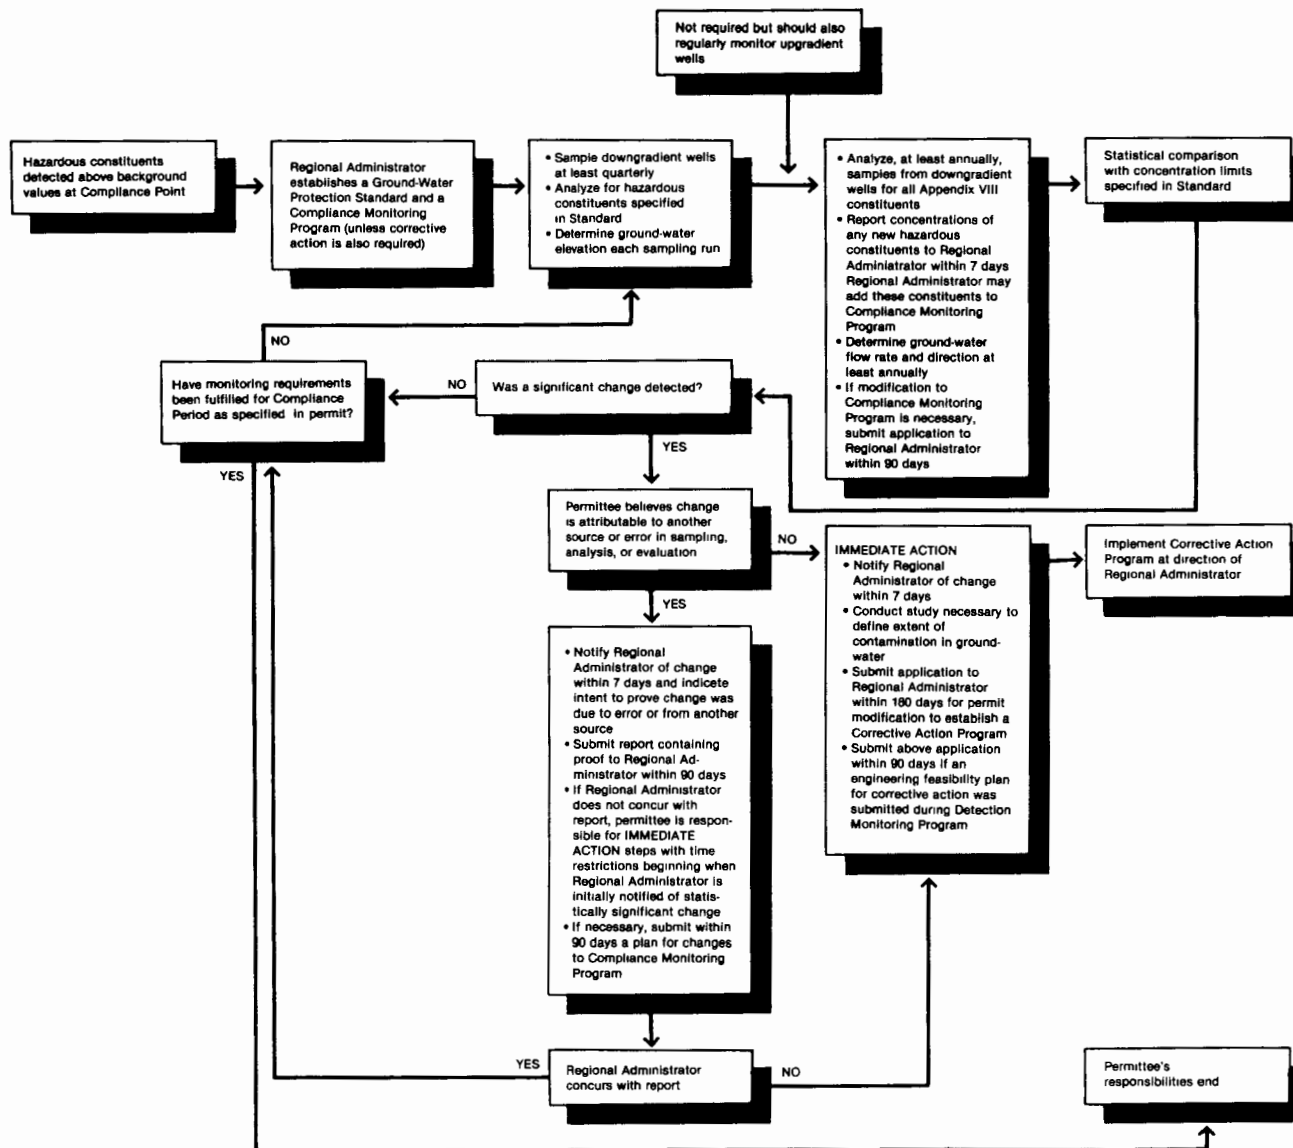 Not required but should also
regularly monitor upgradient
wells
Hazardous constituents
detected above background
values at Compliance Point
Regional Administrator
establishes a Ground-Water
Protection Standard and a
Compliance Monitoring
Program (unless corrective
action is also required)
• Sample downgradient wells
at least quarterly
• Analyze for hazardous
constituents specified
in Standard
• Determine ground-water
elevation each sampling run
• Analyze, at least annually,
samples from downgradient
wells for all Appendix VIII
constituents
• Report concentrations of
any new hazardous
constituents to Regional
Adminiatrator within 7 days
Regional Administrator may
add these constituents to
Compliance Monitoring
Program
• Determine ground-water
flow rate and direction at
least annually
• If modification to
Compliance Monitoring
Program is necessary,
submit application to
Regional Administrator
within 90 days
Statistical comparison
with concentration limits
specified in Standard
NO
Have monitoring requirements
been fulfilled for Compliance
Period as specified in permit?
NO
Was a significant change detected?
YES
YES
Permittee believes change
is attributable to another
source or error in sampling,
analysis, or evaluation
NO
YES
IMMEDIATE ACTION
• Notify Regional
Administrator of change
within 7 days
• Conduct study necessary to
define extent of
contamination in ground-
water
• Submit application to
Regional Administrator
within 180 days for permit
modification to establish a
Corrective Action Program
• Submit above application
within 90 days if an
engineering feasibility plan
for corrective action was
submitted during Detection
Monitoring Program
Implement Corrective Action
Program at direction of
Regional Administrator
• Notify Regional
Administrator of change
within 7 days and indicete
intent to prove change was
due to error or from another
source
• Submit report containing
proof to Regional Ad-
ministrator within 90 days
• If Regional Administrator
does not concur with
report, permittee is respon-
sible for IMMEDIATE
ACTION steps with time
restrictions beginning when
Regional Administrator is
initially notified of statis-
tically significant change
• If necessary, submit within
90 days a plan for changes
to Compliance Monitoring
Program
YES
Regional Administrator
concurs with report
NO
Permittee's
responsibilities end